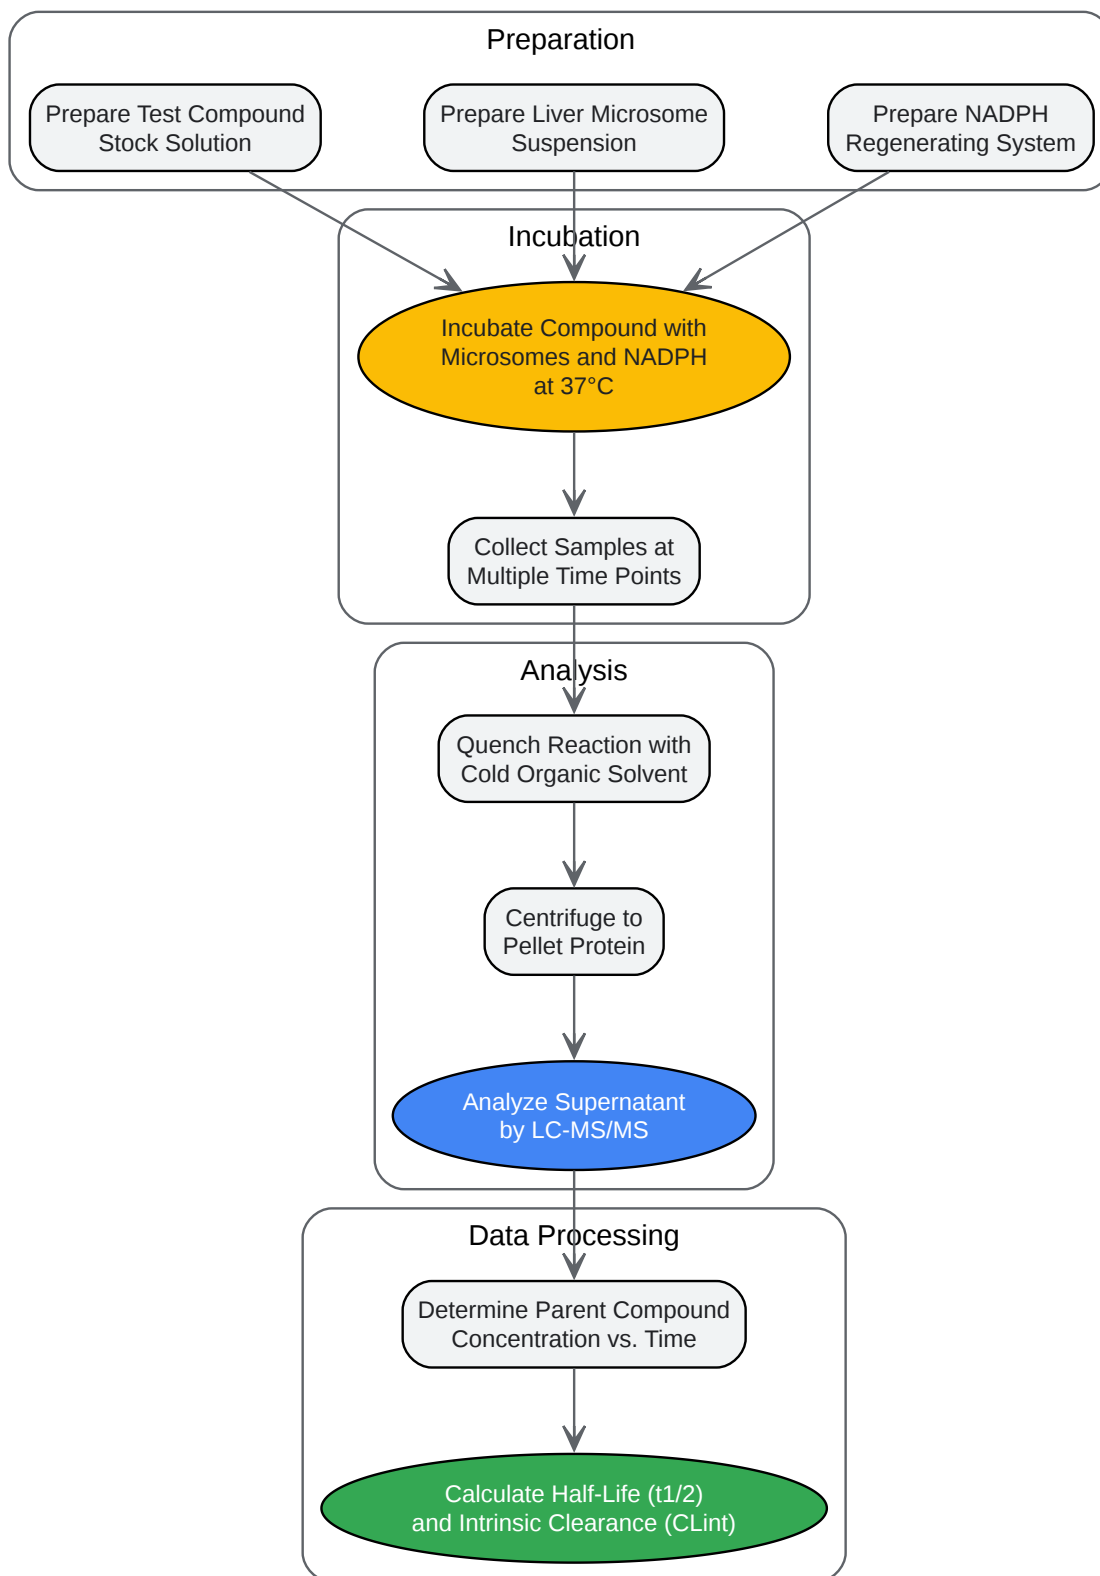 Preparation
Prepare Test Compound
Stock Solution
Prepare Liver Microsome
Suspension
Prepare NADPH
Regenerating System
Incubation
Incubate Compound with
Microsomes and NADPH
at 37°C
Collect Samples at
Multiple Time Points
Analysis
Quench Reaction with
Cold Organic Solvent
Centrifuge to
Pellet Protein
Analyze Supernatant
by LC-MS/MS
Data Processing
Determine Parent Compound
Concentration vs. Time
Calculate Half-Life (t1/2)
and Intrinsic Clearance (CLint)